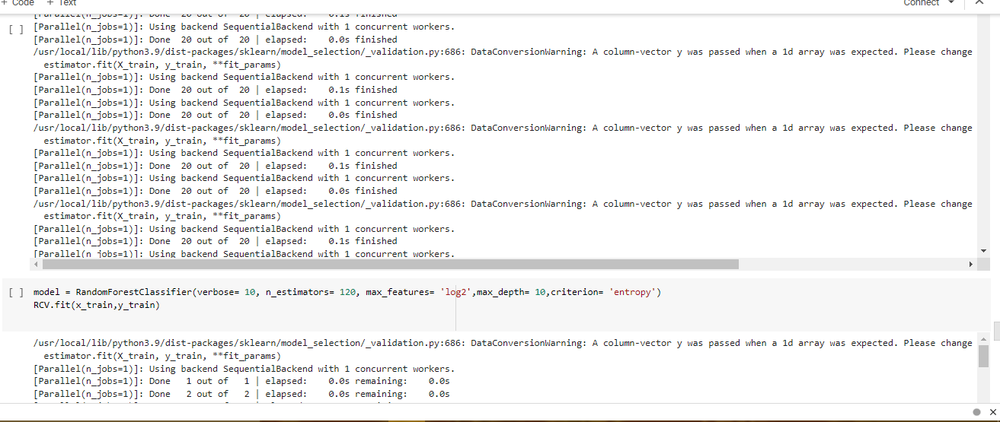 + Code + Text Connect
[Parallel(n_jobs=1)]: Done 20 out of 20 | elapsed: 0.1s finished
[ ] [Parallel(n_jobs=1)]: Using backend SequentialBackend with 1 concurrent workers.
[Parallel(n_jobs=1)]: Done 20 out of 20 | elapsed: 0.0s finished
/usr/local/lib/python3.9/dist-packages/sklearn/model_selection/_validation.py:686: DataConversionWarning: A column-vector y was passed when a 1d array was expected. Please change
estimator.fit(X_train, y_train, **fit_params)
[Parallel(n_jobs=1)]: Using backend SequentialBackend with 1 concurrent workers.
[Parallel(n_jobs=1)]: Done 20 out of 20 | elapsed: 0.1s finished
[Parallel(n_jobs=1)]: Using backend SequentialBackend with 1 concurrent workers.
[Parallel(n_jobs=1)]: Done 20 out of 20 | elapsed: 0.0s finished
/usr/local/lib/python3.9/dist-packages/sklearn/model_selection/_validation.py:686: DataConversionWarning: A column-vector y was passed when a 1d array was expected. Please change
estimator.fit(X_train, y_train, **fit_params)
[Parallel(n_jobs=1)]: Using backend SequentialBackend with 1 concurrent workers.
[Parallel(n_jobs=1)]: Done 20 out of 20 | elapsed: 0.1s finished
[Parallel(n_jobs=1)]: Using backend SequentialBackend with 1 concurrent workers.
[Parallel(n_jobs=1)]: Done 20 out of 20 | elapsed: 0.0s finished
/usr/local/lib/python3.9/dist-packages/sklearn/model_selection/_validation.py:686: DataConversionWarning: A column-vector y was passed when a 1d array was expected. Please change
estimator.fit(X_train, y_train, **fit_params)
[Parallel(n_jobs=1)]: Using backend SequentialBackend with 1 concurrent workers.
[Parallel(n_jobs=1)]: Done 20 out of 20 | elapsed: 0.1s finished
[Parallel(n_jobs=1)]: Using backend SequentialBackend with 1 concurrent workers.
[ ] model = RandomForestClassifier(verbose= 10, n_estimators= 120, max_features= 'log2',max_depth= 10,criterion= 'entropy')
RCV.fit(x_train,y_train)
/usr/local/lib/python3.9/dist-packages/sklearn/model_selection/_validation.py:686: DataConversionWarning: A column-vector y was passed when a 1d array was expected. Please change
estimator.fit(X_train, y_train, **fit_params)
[Parallel(n_jobs=1)]: Using backend SequentialBackend with 1 concurrent workers.
[Parallel(n_jobs=1)]: Done 1 out of 1 | elapsed: 0.0s remaining: 0.0s
[Parallel(n_jobs=1)]: Done 2 out of 2 | elapsed: 0.0s remaining: 0.0s